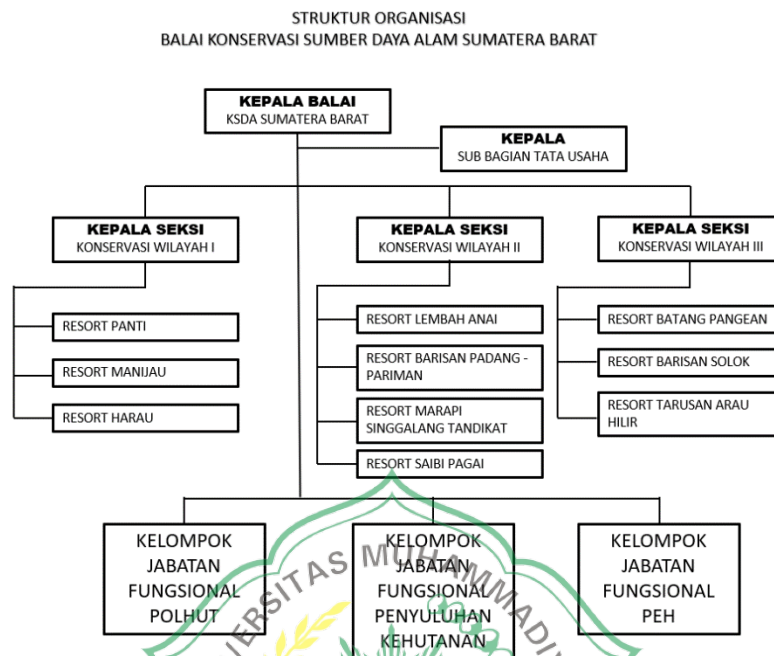 STRUKTUR ORGANISASI
BALAI KONSERVASI SUMBER DAYA ALAM SUMATERA BARAT
KEPALA BALAI
KSDA SUMATERA BARAT
KEPALA
SUB BAGIAN TATA USAHA
KEPALA SEKSI
KONSERVASI WILAYAH I
KEPALA SEKSI
KONSERVASI WILAYAH II
KEPALA SEKSI
KONSERVASI WILAYAH III
RESORT PANTI
RESORT MANIJAU
RESORT HARAU
RESORT LEMBAH ANAI
RESORT BARISAN PADANG -
PARIMAN
RESORT MARAPI
SINGGALANG TANDIKAT
RESORT SAIBI PAGAI
RESORT BATANG PANGEAN
RESORT BARISAN SOLOK
RESORT TARUSAN ARAU
HILIR
KELOMPOK
JABATAN
FUNGSIONAL
POLHUT
KELOMPOK
JABATAN
FUNGSIONAL
PENYULUHAN
KEHUTANAN
KELOMPOK
JABATAN
FUNGSIONAL
PEH